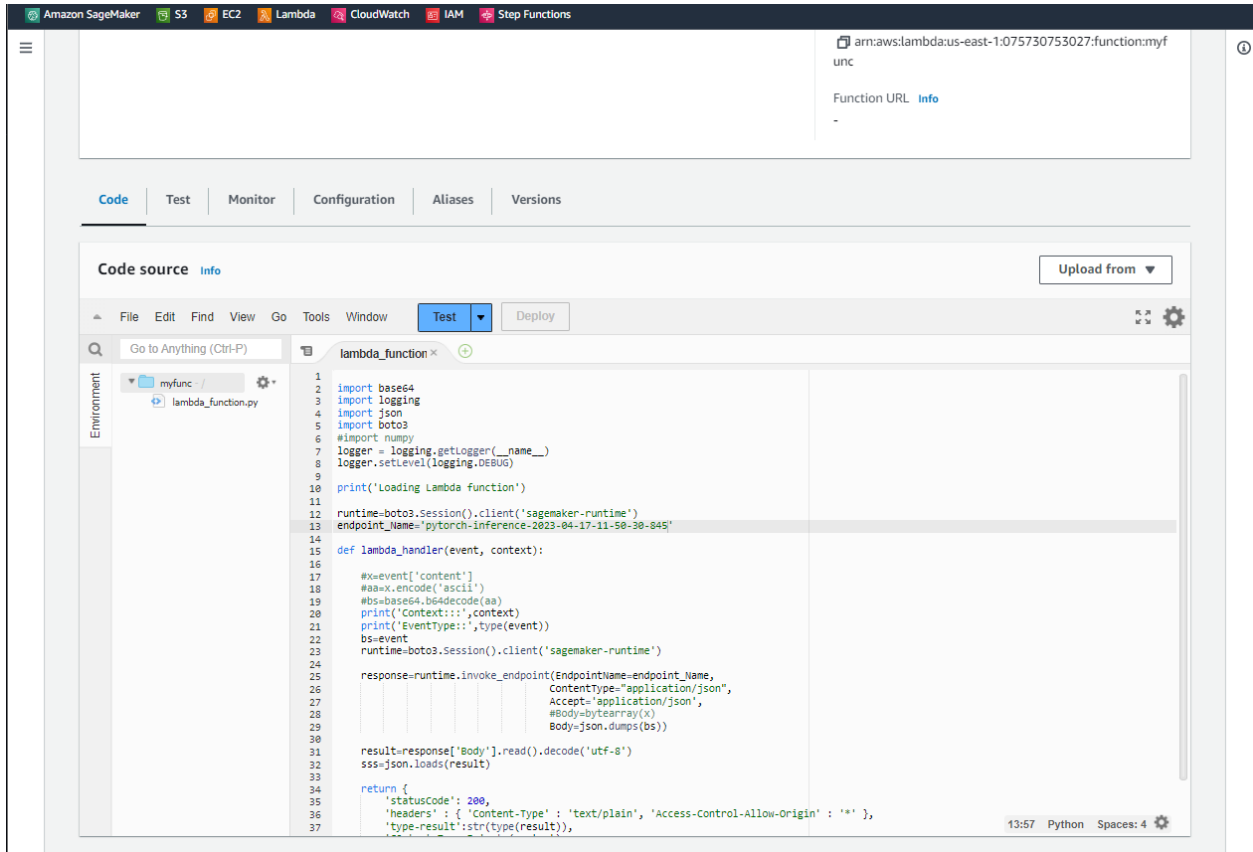 Amazon SageMaker S3 EC2 Lambda CloudWatch IAM Step Functions
arn:aws:lambda:us-east-1:075730753027:function:myf
unc
Function URL Info
-
Code Test Monitor Configuration Aliases Versions
Code source Info
Upload from
File Edit Find View Go Tools Window Test Deploy
Go to Anything (Ctrl-P)
lambda_function
Environment
myfunc - /
lambda_function.py
1
2 import base64
3 import logging
4 import json
5 import boto3
6 #import numpy
7 logger = logging.getLogger(__name__)
8 logger.setLevel(logging.DEBUG)
9
10 print('Loading Lambda function')
11
12 runtime=boto3.Session().client('sagemaker-runtime')
13 endpoint_Name='pytorch-inference-2023-04-17-11-50-30-845'
14
15 def lambda_handler(event, context):
16
17 #x=event['content']
18 #aa=x.encode('ascii')
19 #bs=base64.b64decode(aa)
20 print('Context:::',context)
21 print('EventType::',type(event))
22 bs=event
23 runtime=boto3.Session().client('sagemaker-runtime')
24
25 response=runtime.invoke_endpoint(EndpointName=endpoint_Name,
26 ContentType="application/json",
27 Accept='application/json',
28 #Body=bytearray(x)
29 Body=json.dumps(bs))
30
31 result=response['Body'].read().decode('utf-8')
32 sss=json.loads(result)
33
34 return {
35 'statusCode': 200,
36 'headers' : { 'Content-Type' : 'text/plain', 'Access-Control-Allow-Origin' : '*' },
37 'type-result':str(type(result)),
13:57 Python Spaces: 4